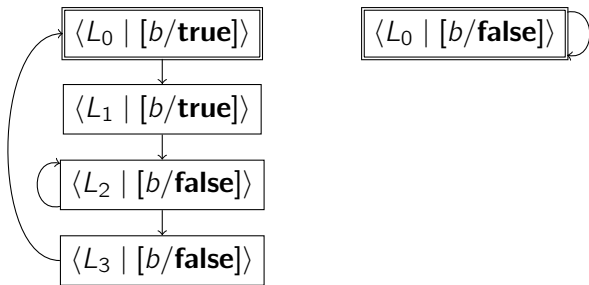 ⟨L₀ | [b/true]⟩ ⟨L₀ | [b/false]⟩
⟨L₁ | [b/true]⟩
⟨L₂ | [b/false]⟩
⟨L₃ | [b/false]⟩